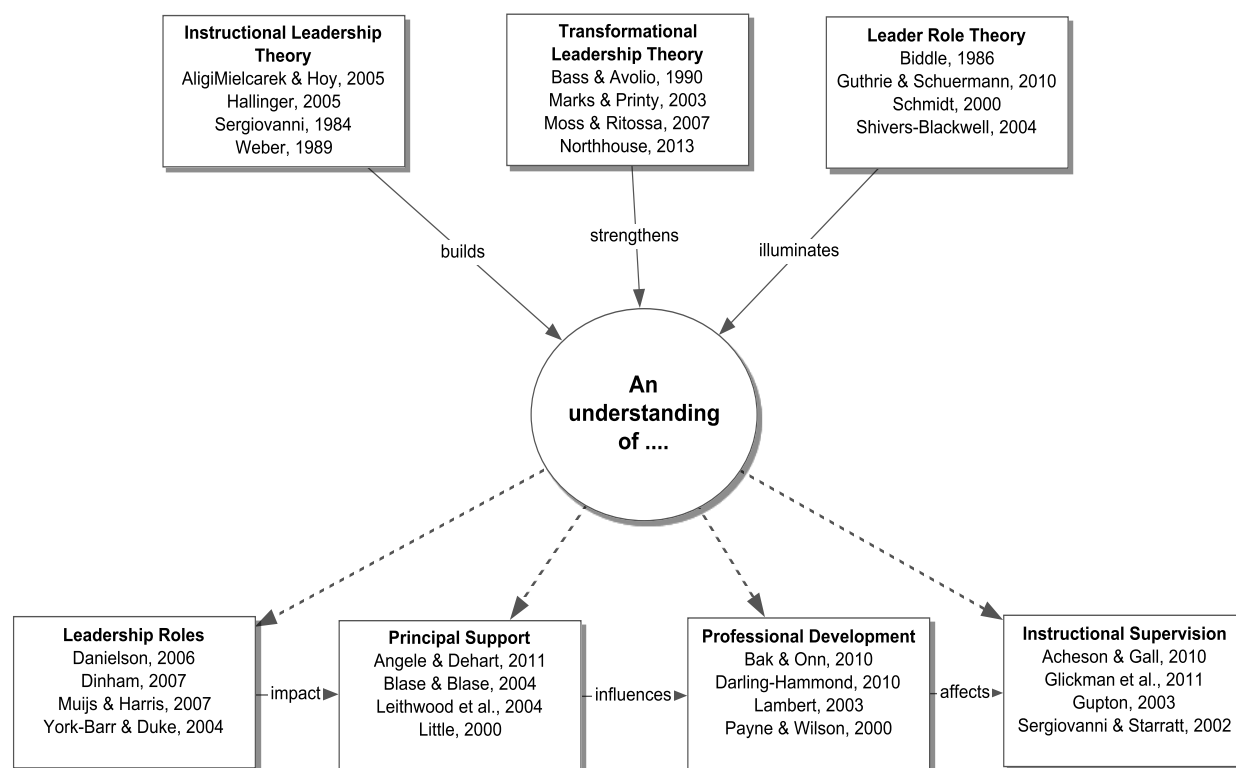 Instructional Leadership
Theory
AligiMielcarek & Hoy, 2005
Hallinger, 2005
Sergiovanni, 1984
Weber, 1989
Transformational
Leadership Theory
Bass & Avolio, 1990
Marks & Printy, 2003
Moss & Ritossa, 2007
Northhouse, 2013
Leader Role Theory
Biddle, 1986
Guthrie & Schuermann, 2010
Schmidt, 2000
Shivers-Blackwell, 2004
builds
strengthens
illuminates
An
understanding
of ....
Leadership Roles
Danielson, 2006
Dinham, 2007
Muijs & Harris, 2007
York-Barr & Duke, 2004
impact
Principal Support
Angele & Dehart, 2011
Blase & Blase, 2004
Leithwood et al., 2004
Little, 2000
influences
Professional Development
Bak & Onn, 2010
Darling-Hammond, 2010
Lambert, 2003
Payne & Wilson, 2000
affects
Instructional Supervision
Acheson & Gall, 2010
Glickman et al., 2011
Gupton, 2003
Sergiovanni & Starratt, 2002